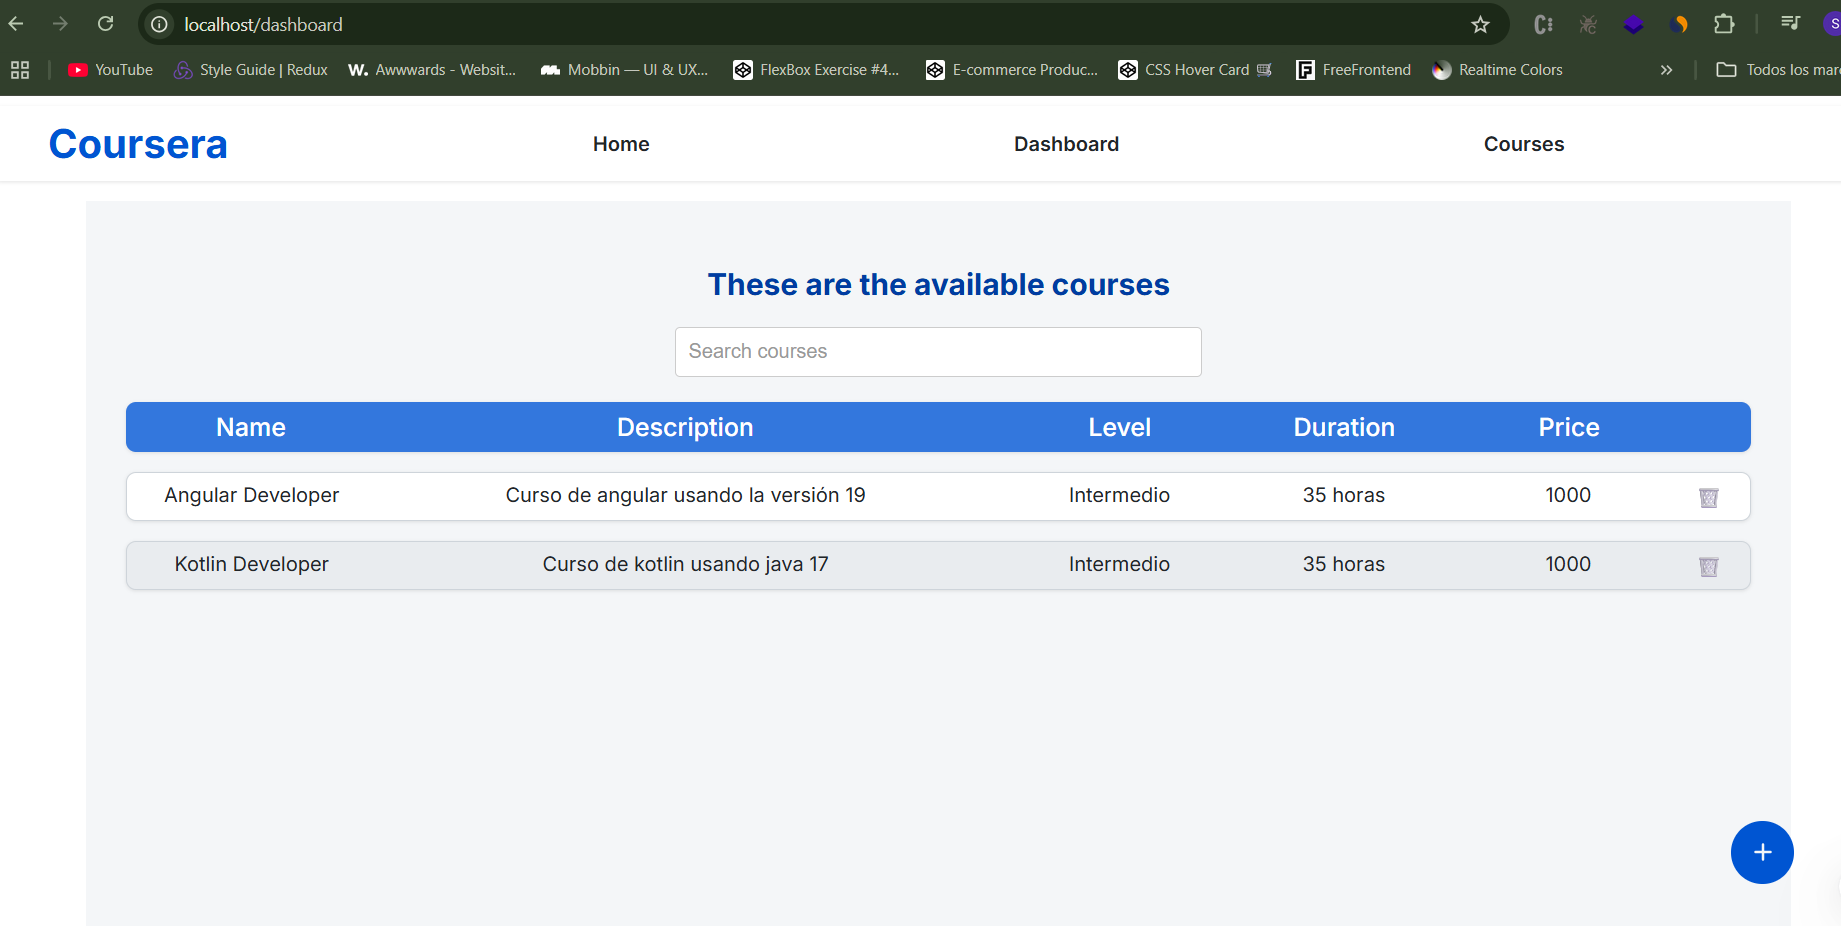 localhost/dashboard
YouTube Style Guide | Redux W. Awwwards - Websit... Mobbin — UI & UX... FlexBox Exercise #4... E-commerce Produc... CSS Hover Card FreeFrontend Realtime Colors » Todos los mar
Coursera Home Dashboard Courses
These are the available courses
Search courses
Name Description Level Duration Price
Angular Developer Curso de angular usando la versión 19 Intermedio 35 horas 1000
Kotlin Developer Curso de kotlin usando java 17 Intermedio 35 horas 1000
+